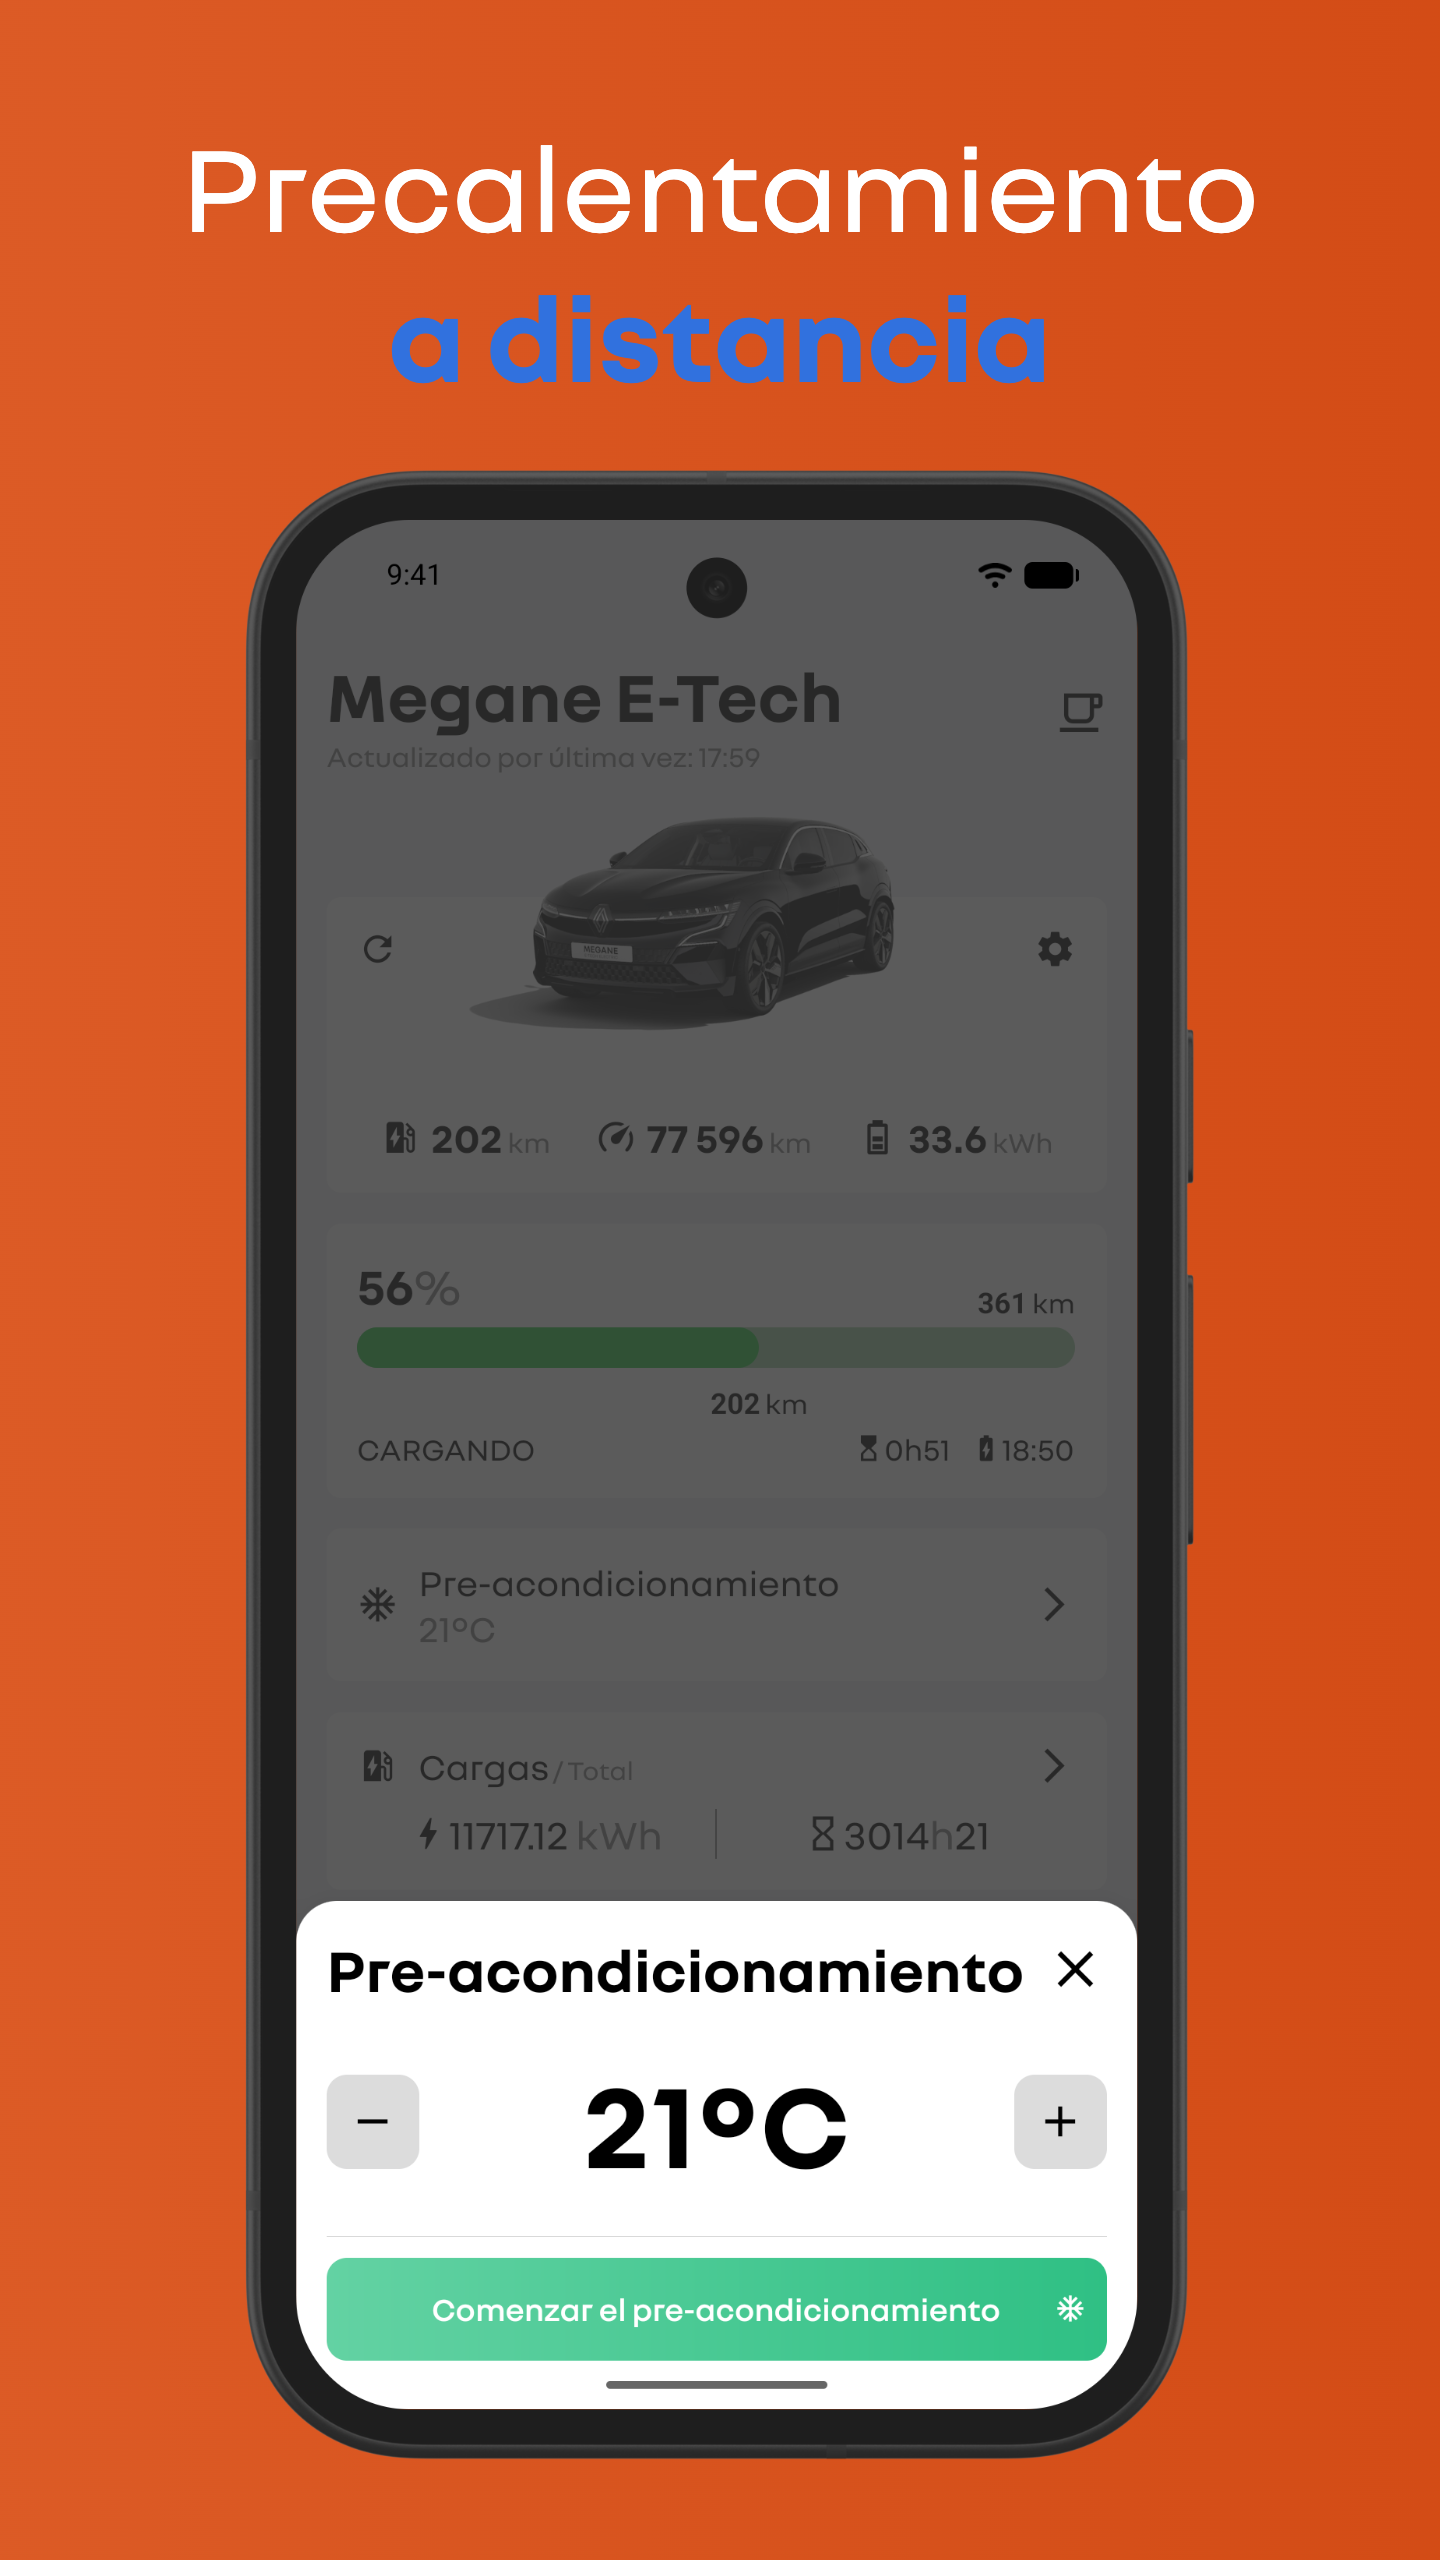 Precalentamiento
a distancia
9:41
Megane E-Tech
Actualizado por última vez: 17:59
MEGANE
202 km 77 596 km 33.6 kWh
56%
361 km
202 km
CARGANDO 0h51 18:50
Pre-acondicionamiento
21°C
Cargas / Total
11717.12 kWh 3014h21
Pre-acondicionamiento
21°C
Comenzar el pre-acondicionamiento